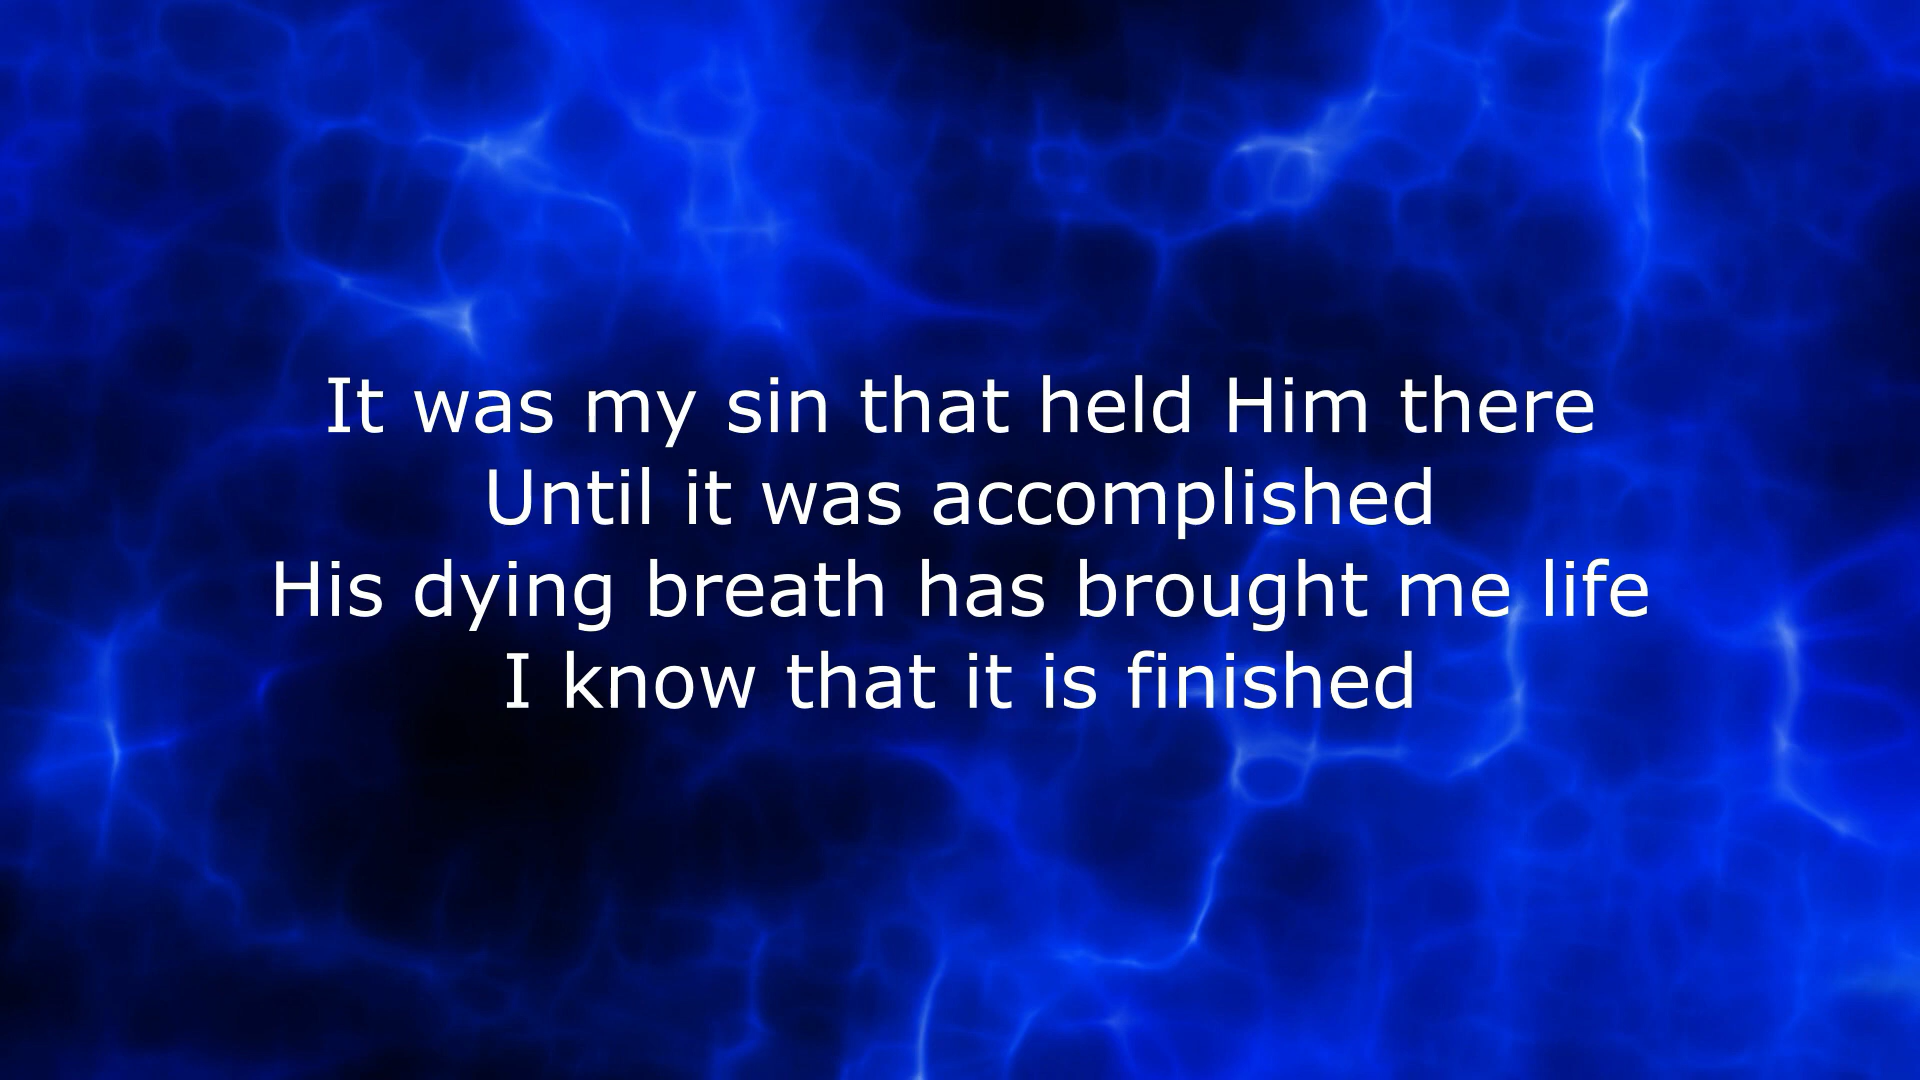 It was my sin that held Him there
Until it was accomplished
His dying breath has brought me life
I know that it is finished